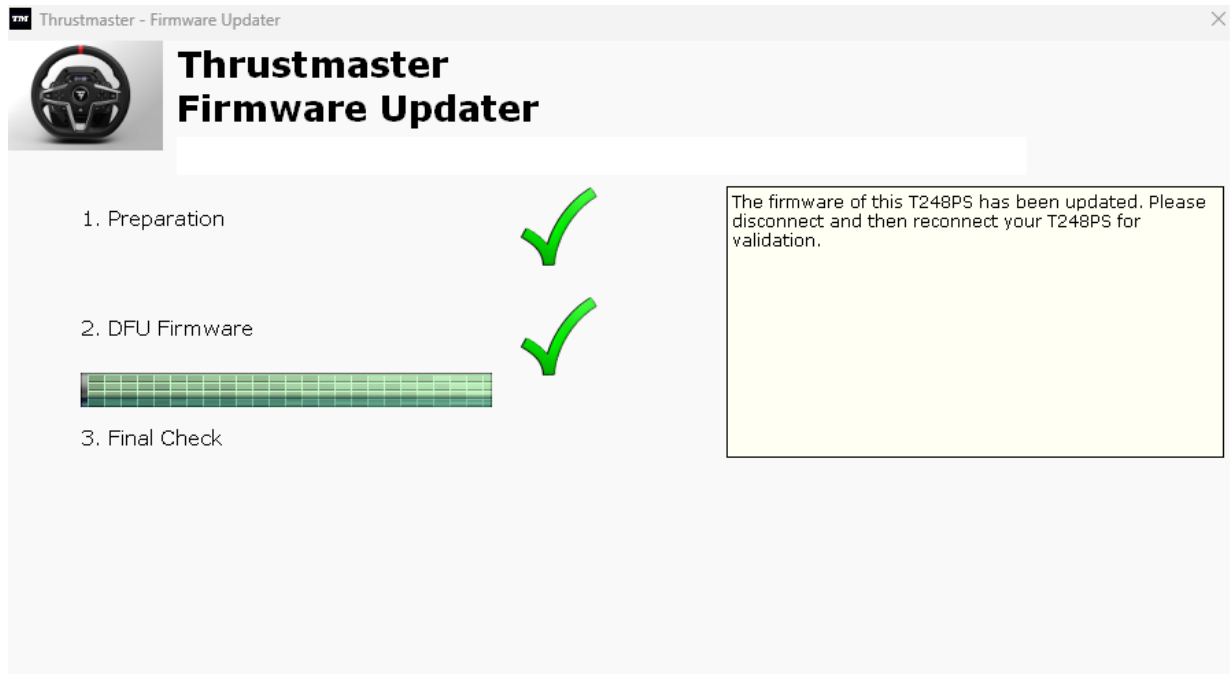 TM Thrustmaster - Firmware Updater
Thrustmaster
Firmware Updater
1. Preparation
The firmware of this T248PS has been updated. Please
disconnect and then reconnect your T248PS for
validation.
2. DFU Firmware
3. Final Check